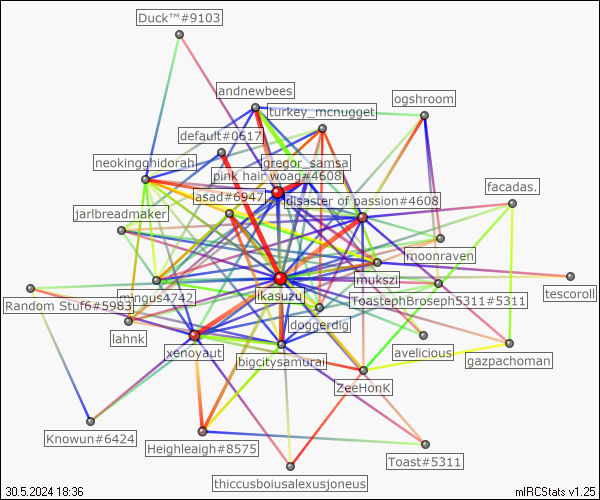 Duck™#9103
andnewbees
ogshroom
turkey_mcnugget
default#0617
neokingghidorah
gregor_samsa
pink hair woag#4608
facadas.
asad#6947
disaster of passion#4608
jarlbreadmaker
moonraven
mukszi
tescoroll
mingus4742
ikasuzu
ToastephBroseph5311#5311
Random Stuf6#5983
doggerdig
lahnk
xenoyaut
avelicious
bigcitysamurai
gazpachoman
ZeeHonK
Knowun#6424
Heighleaigh#8575
Toast#5311
thiccusboiusalexusjoneus
30.5.2024 18:36
mIRCStats v1.25